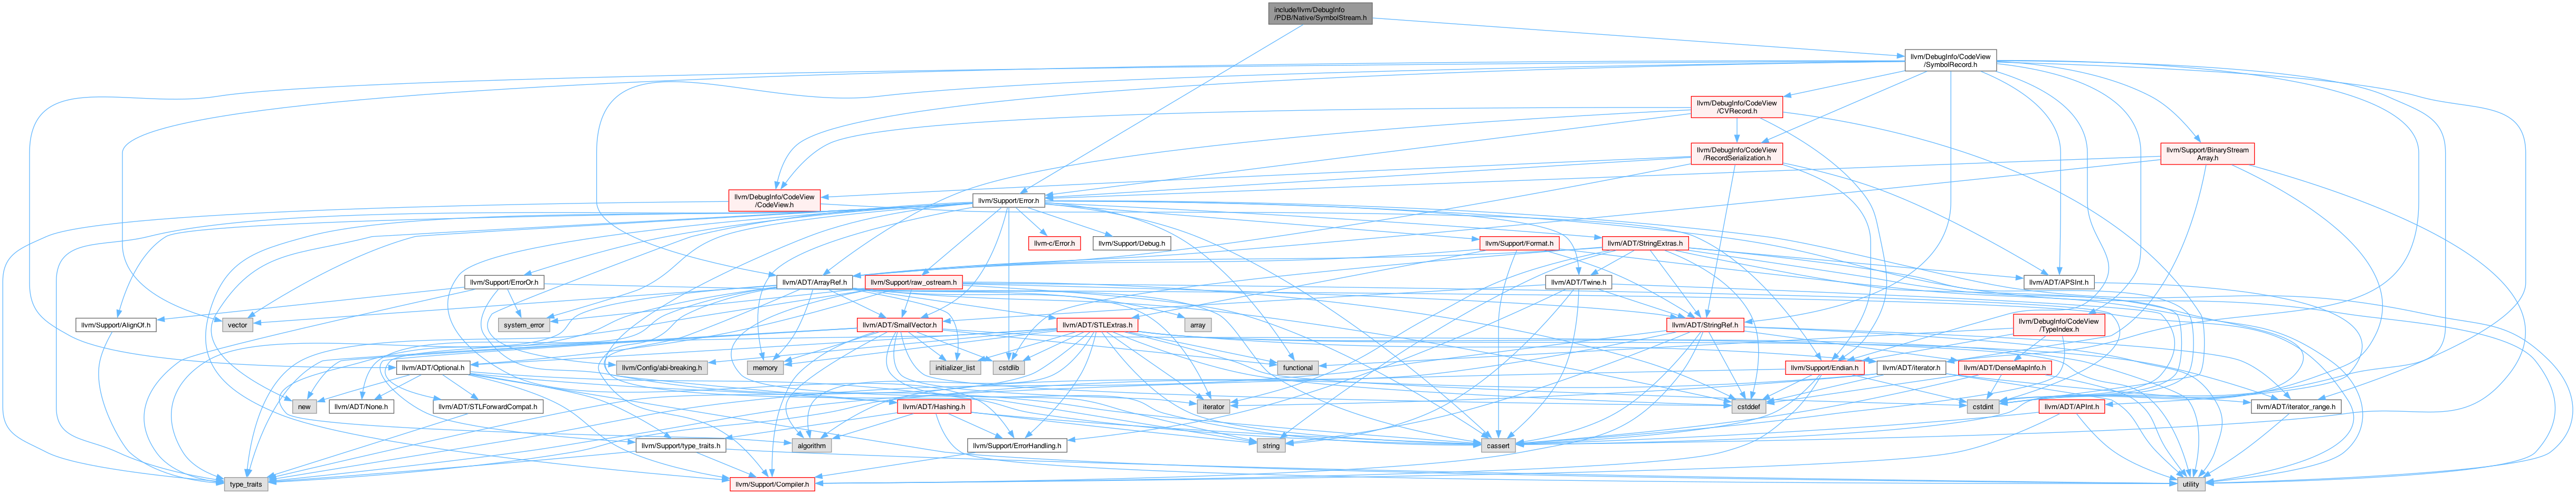 include/llvm/DebugInfo
/PDB/Native/SymbolStream.h
llvm/DebugInfo/CodeView
/SymbolRecord.h
llvm/DebugInfo/CodeView
/CVRecord.h
llvm/DebugInfo/CodeView
/RecordSerialization.h
llvm/Support/BinaryStream
Array.h
llvm/DebugInfo/CodeView
/CodeView.h
llvm/Support/Error.h
llvm-c/Error.h
llvm/Support/Debug.h
llvm/Support/Format.h
llvm/ADT/StringExtras.h
llvm/Support/ErrorOr.h
llvm/ADT/ArrayRef.h
llvm/Support/raw_ostream.h
llvm/ADT/Twine.h
llvm/ADT/APSInt.h
llvm/Support/AlignOf.h
vector
system_error
llvm/ADT/SmallVector.h
array
llvm/ADT/STLExtras.h
llvm/ADT/StringRef.h
llvm/DebugInfo/CodeView
/TypeIndex.h
llvm/ADT/Optional.h
llvm/Config/abi-breaking.h
memory
initializer_list
cstdlib
functional
llvm/Support/Endian.h
llvm/ADT/iterator.h
llvm/ADT/DenseMapInfo.h
new
llvm/ADT/None.h
llvm/ADT/STLForwardCompat.h
llvm/ADT/Hashing.h
iterator
cstddef
cstdint
llvm/ADT/APInt.h
llvm/ADT/iterator_range.h
llvm/Support/type_traits.h
algorithm
llvm/Support/ErrorHandling.h
string
cassert
type_traits
llvm/Support/Compiler.h
utility